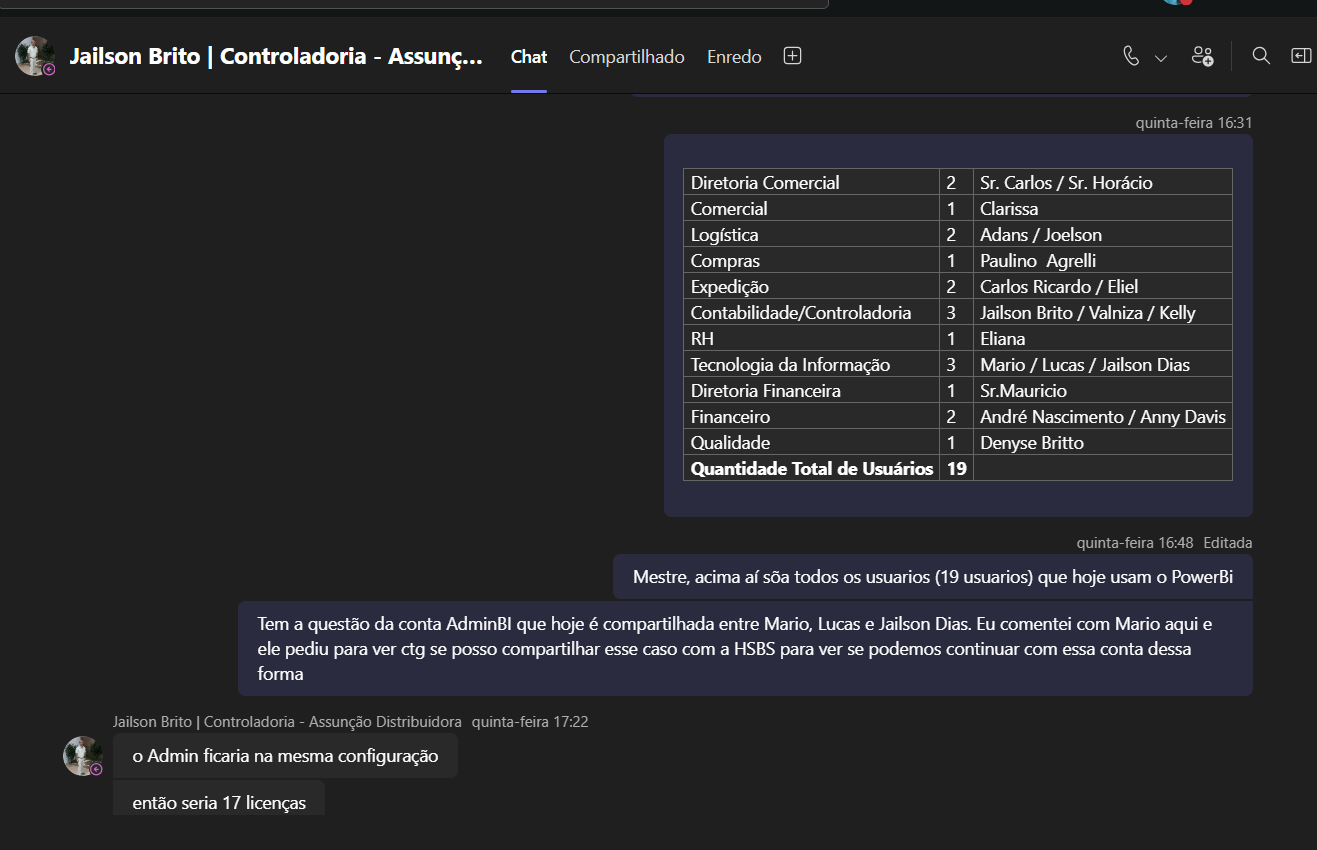 Jailson Brito | Controladoria - Assunç...
Chat
Compartilhado
Enredo
quinta-feira 16:31
Diretoria Comercial 2 Sr. Carlos / Sr. Horácio
Comercial 1 Clarissa
Logística 2 Adans / Joelson
Compras 1 Paulino  Agrelli
Expedição 2 Carlos Ricardo / Eliel
Contabilidade/Controladoria 3 Jailson Brito / Valniza / Kelly
RH 1 Eliana
Tecnologia da Informação 3 Mario / Lucas / Jailson Dias
Diretoria Financeira 1 Sr.Mauricio
Financeiro 2 André Nascimento / Anny Davis
Qualidade 1 Denyse Britto
Quantidade Total de Usuários 19
quinta-feira 16:48 Editada
Mestre, acima aí sõa todos os usuarios (19 usuarios) que hoje usam o PowerBi
Tem a questão da conta AdminBI que hoje é compartilhada entre Mario, Lucas e Jailson Dias. Eu comentei com Mario aqui e
ele pediu para ver ctg se posso compartilhar esse caso com a HSBS para ver se podemos continuar com essa conta dessa
forma
Jailson Brito | Controladoria - Assunção Distribuidora quinta-feira 17:22
o Admin ficaria na mesma configuração
então seria 17 licenças